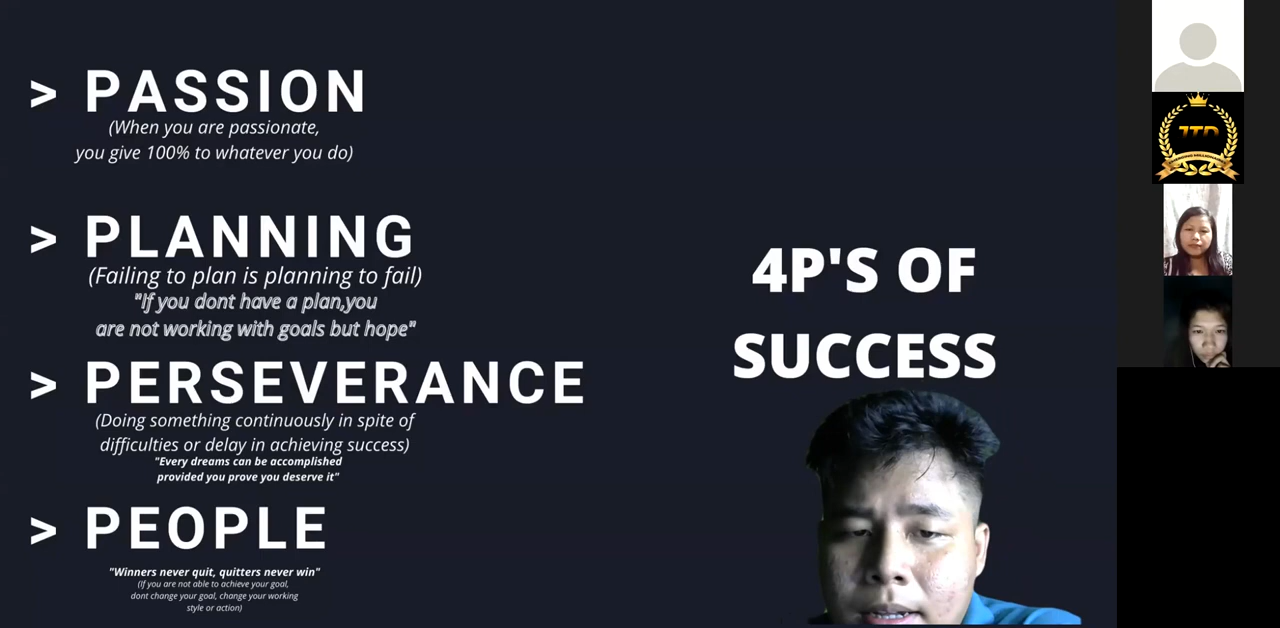 > PASSION
(When you are passionate,
you give 100% to whatever you do)
> PLANNING
(Failing to plan is planning to fail)
"If you dont have a plan,you
are not working with goals but hope"
> PERSEVERANCE
(Doing something continuously in spite of
difficulties or delay in achieving success)
"Every dreams can be accomplished
provided you prove you deserve it"
> PEOPLE
"Winners never quit, quitters never win"
(If you are not able to achieve your goal,
dont change your goal, change your working
style or action)
4P'S OF
SUCCESS